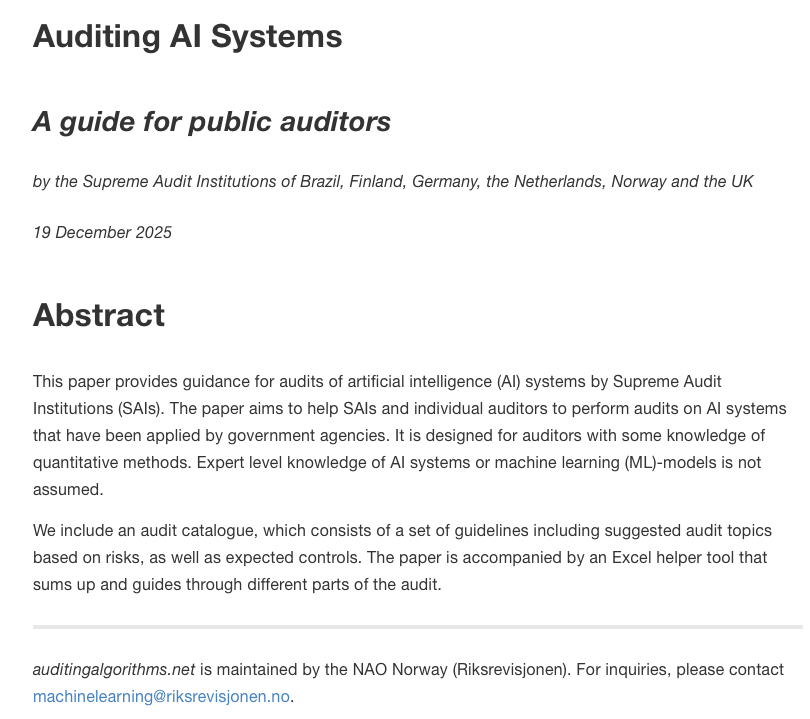 Auditing AI Systems
A guide for public auditors
by the Supreme Audit Institutions of Brazil, Finland, Germany, the Netherlands, Norway and the UK
19 December 2025
Abstract
This paper provides guidance for audits of artificial intelligence (AI) systems by Supreme Audit
Institutions (SAIs). The paper aims to help SAIs and individual auditors to perform audits on AI systems
that have been applied by government agencies. It is designed for auditors with some knowledge of
quantitative methods. Expert level knowledge of AI systems or machine learning (ML)-models is not
assumed.
We include an audit catalogue, which consists of a set of guidelines including suggested audit topics
based on risks, as well as expected controls. The paper is accompanied by an Excel helper tool that
sums up and guides through different parts of the audit.
auditingalgorithms.net is maintained by the NAO Norway (Riksrevisjonen). For inquiries, please contact
machinelearning@riksrevisjonen.no.